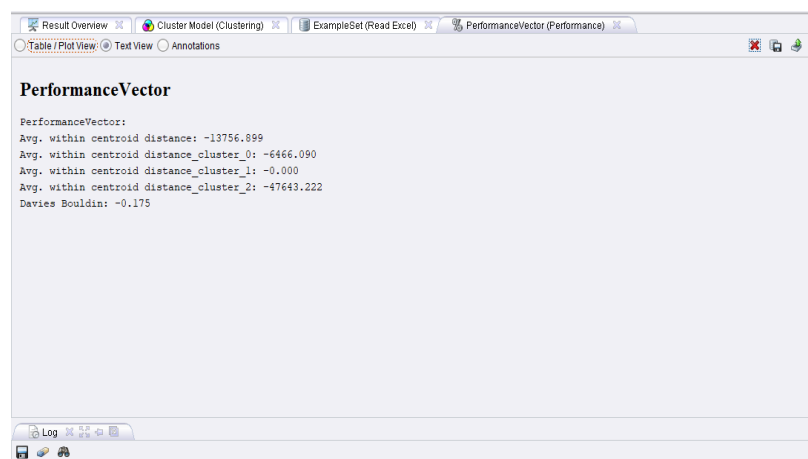 Result Overview Cluster Model (Clustering) ExampleSet (Read Excel) PerformanceVector (Performance)
Table / Plot View Text View Annotations
PerformanceVector
PerformanceVector:
Avg. within centroid distance: -13756.899
Avg. within centroid distance_cluster_0: -6466.090
Avg. within centroid distance_cluster_1: -0.000
Avg. within centroid distance_cluster_2: -47643.222
Davies Bouldin: -0.175
Log